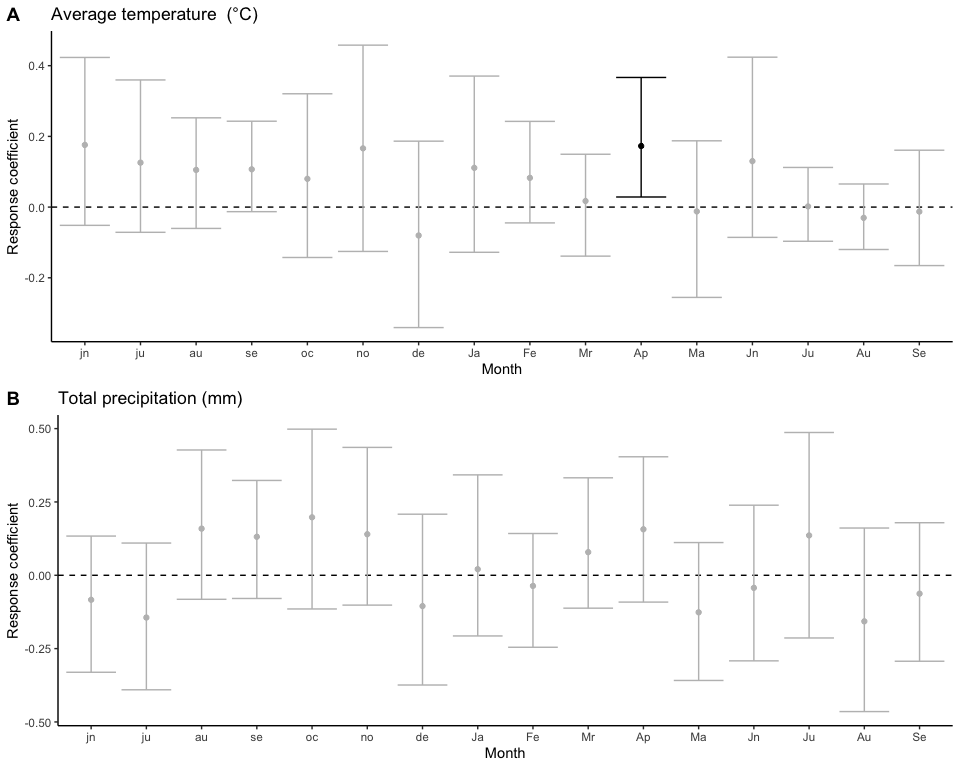 A Average temperature (°C)
Response coefficient
0.4
0.2
0.0
-0.2
jn ju au se oc no de Ja Fe Mr Ap Ma Jn Ju Au Se
Month
B Total precipitation (mm)
Response coefficient
0.50
0.25
0.00
-0.25
-0.50
jn ju au se oc no de Ja Fe Mr Ap Ma Jn Ju Au Se
Month